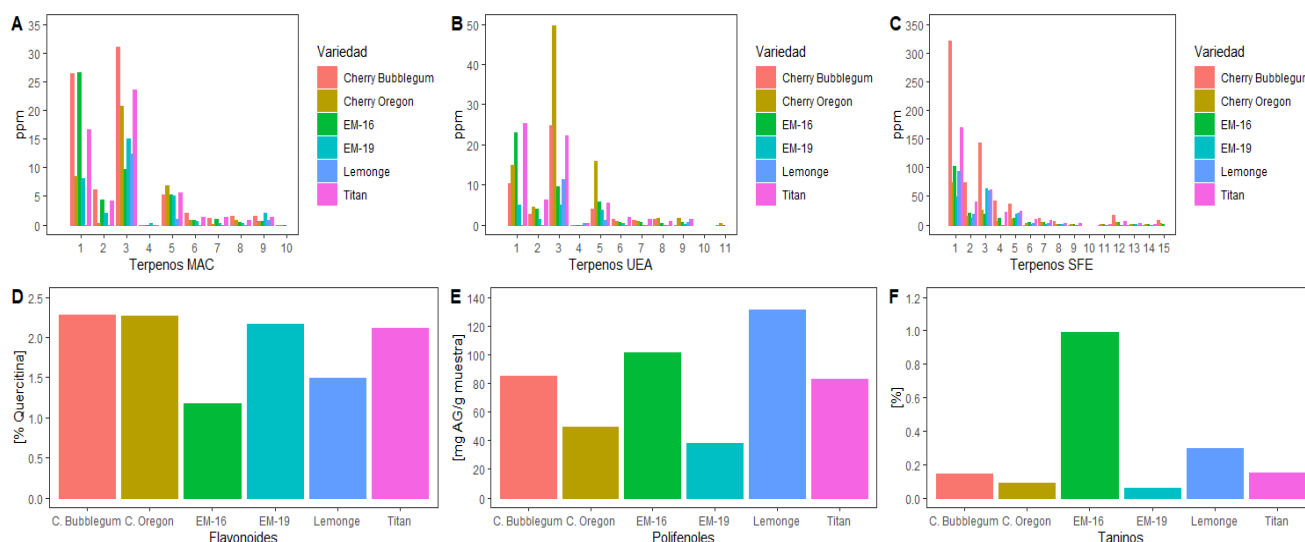 A
35
30
25
20
15
10
5
0
ppm
1 2 3 4 5 6 7 8 9 10
Terpenos MAC
Variedad
Cherry Bubblegum
Cherry Oregon
EM-16
EM-19
Lemonge
Titan
B
50
40
30
20
10
0
ppm
1 2 3 4 5 6 7 8 9 10 11
Terpenos UEA
Variedad
Cherry Bubblegum
Cherry Oregon
EM-16
EM-19
Lemonge
Titan
C
350
300
250
200
150
100
50
0
ppm
1 2 3 4 5 6 7 8 9 10 11 12 13 14 15
Terpenos SFE
Variedad
Cherry Bubblegum
Cherry Oregon
EM-16
EM-19
Lemonge
Titan
D
2.5
2.0
1.5
1.0
0.5
0.0
[% Quercitina]
C. Bubblegum C. Oregon EM-16 EM-19 Lemonge Titan
Flavonoides
E
140
120
100
80
60
40
20
0
[mg AG/g muestra]
C. Bubblegum C. Oregon EM-16 EM-19 Lemonge Titan
Polifenoles
F
1.2
1.0
0.8
0.6
0.4
0.2
0.0
[%]
C. Bubblegum C. Oregon EM-16 EM-19 Lemonge Titan
Taninos